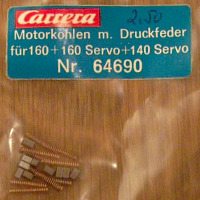 Carrera 2,50
Motorkohlen m. Druckfeder
für 160+160 Servo+140 Servo
Nr. 64690